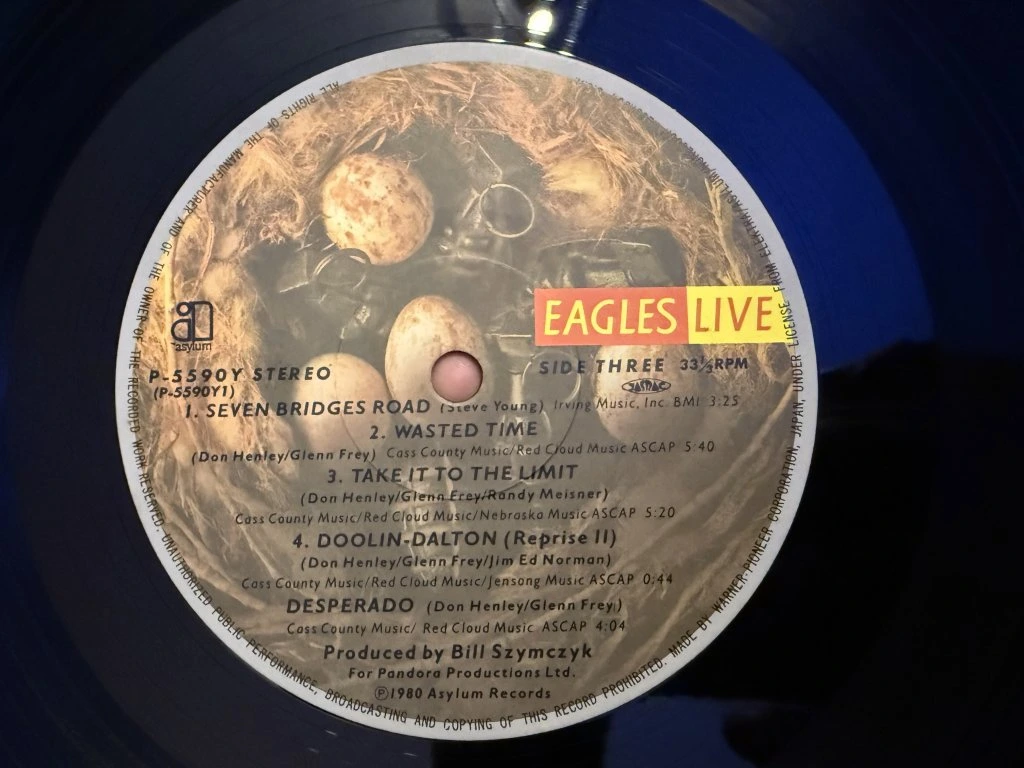 EAGLES LIVE
asylum
SIDE THREE 33⅓RPM
P-5590Y STEREO
(P-5590Y1)
JASRAC
1. SEVEN BRIDGES ROAD (Steve Young) Irving Music, Inc. BMI 3:25
2. WASTED TIME
(Don Henley/Glenn Frey) Cass County Music/Red Cloud Music ASCAP 5:40
3. TAKE IT TO THE LIMIT
(Don Henley/Glenn Frey/Randy Meisner)
Cass County Music/Red Cloud Music/Nebraska Music ASCAP 5:20
4. DOOLIN-DALTON (Reprise II)
(Don Henley/Glenn Frey/Jim Ed Norman)
Cass County Music/Red Cloud Music/Jensong Music ASCAP 0:44
DESPERADO (Don Henley/Glenn Frey)
Cass County Music/ Red Cloud Music ASCAP 4:04
Produced by Bill Szymczyk
For Pandora Productions Ltd.
Ⓟ1980 Asylum Records
ALL RIGHTS OF THE MANUFACTURER AND OF THE OWNER OF THE RECORDED WORK RESERVED. UNAUTHORIZED PUBLIC PERFORMANCE, BROADCASTING AND COPYING OF THIS RECORD PROHIBITED. MADE BY WARNER-PIONEER CORPORATION, JAPAN, UNDER LICENSE FROM ELEKTRA/ASYLUM/NONESUCH RECORDS